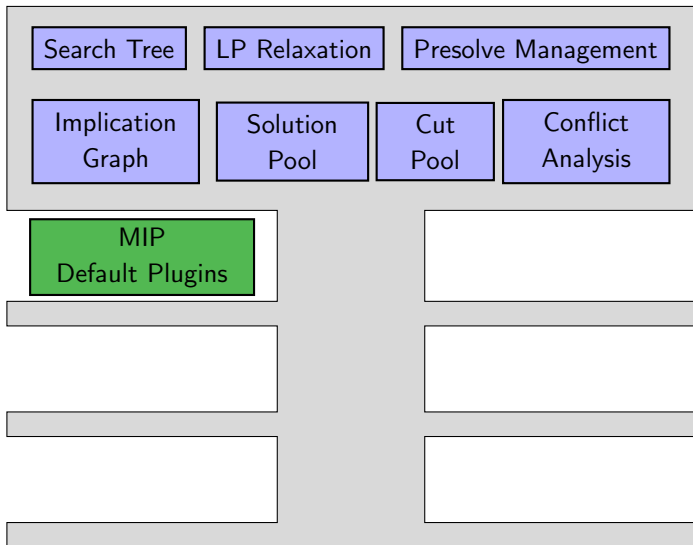 Search Tree
LP Relaxation
Presolve Management
Implication
Graph
Solution
Pool
Cut
Pool
Conflict
Analysis
MIP
Default Plugins